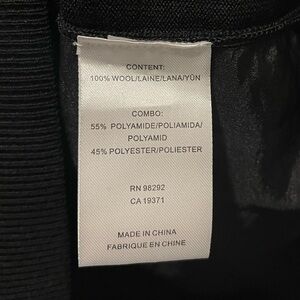 CONTENT:
100% WOOL/LAINE/LANA/YÜN
COMBO:
55% POLYAMIDE/POLIAMIDA/
POLYAMID
45% POLYESTER/POLIESTER
RN 98292
CA 19371
MADE IN CHINA
FABRIQUE EN CHINE